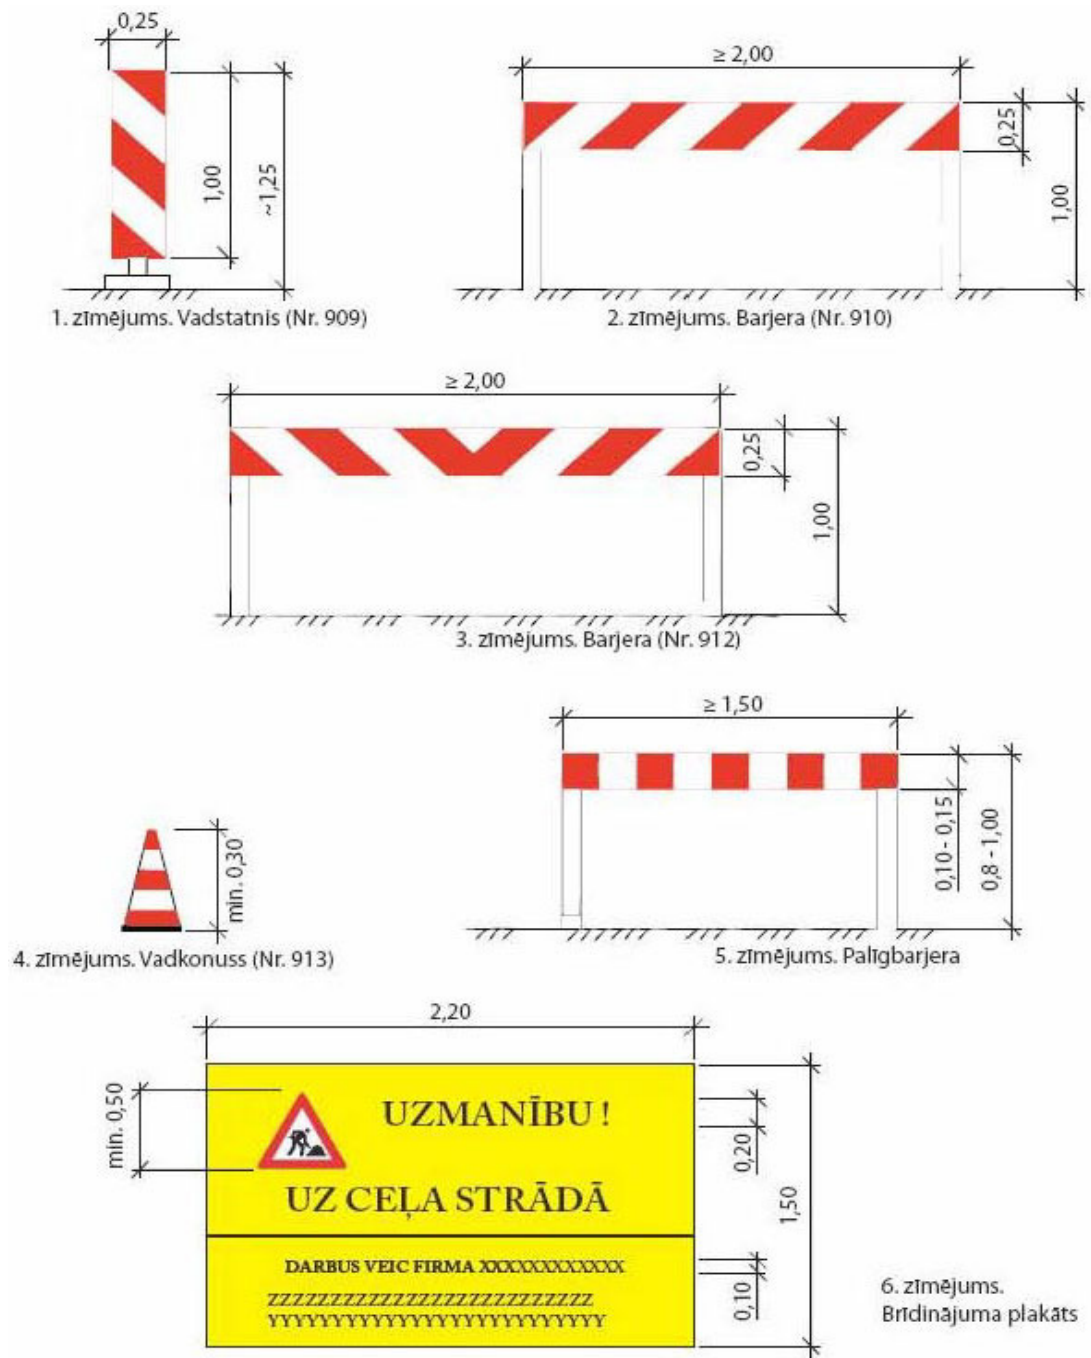 0,25
1,00
~1,25
1. zīmējums. Vadstatnis (Nr. 909)
≥ 2,00
0,25
1,00
2. zīmējums. Barjera (Nr. 910)
≥ 2,00
0,25
1,00
3. zīmējums. Barjera (Nr. 912)
min. 0,30
4. zīmējums. Vadkonuss (Nr. 913)
≥ 1,50
0,10 - 0,15
0,8 - 1,00
5. zīmējums. Palīgbarjera
2,20
min. 0,50
UZMANĪBU !
UZ CEĻA STRĀDĀ
DARBUS VEIC FIRMA XXXXXXXXXXXX
ZZZZZZZZZZZZZZZZZZZZZZZZZZ
YYYYYYYYYYYYYYYYYYYYYYYYYY
0,20
0,10
1,50
6. zīmējums.
Brīdinājuma plakāts